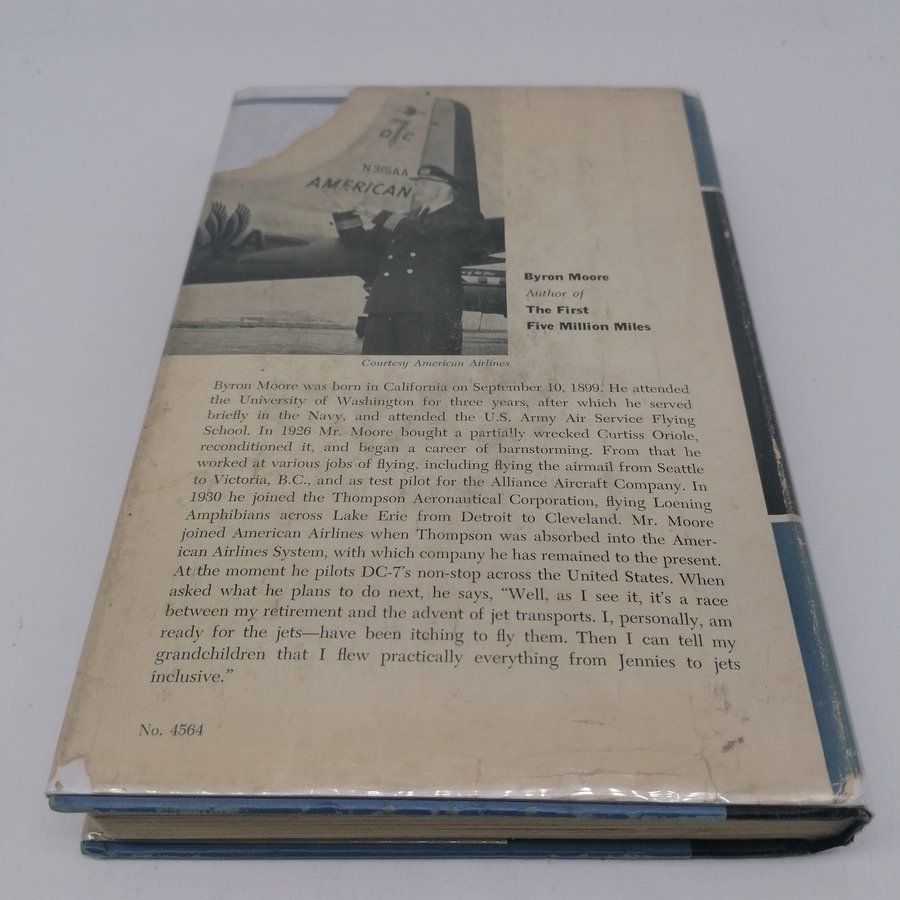 D7C
N315AA
AMERICAN
Byron Moore
Author of
The First
Five Million Miles
Courtesy American Airlines
Byron Moore was born in California on September 10, 1899. He attended
the University of Washington for three years, after which he served
briefly in the Navy, and attended the U.S. Army Air Service Flying
School. In 1926 Mr. Moore bought a partially wrecked Curtiss Oriole,
reconditioned it, and began a career of barnstorming. From that he
worked at various jobs of flying, including flying the airmail from Seattle
to Victoria, B.C., and as test pilot for the Alliance Aircraft Company. In
1930 he joined the Thompson Aeronautical Corporation, flying Loening
Amphibians across Lake Erie from Detroit to Cleveland. Mr. Moore
joined American Airlines when Thompson was absorbed into the Amer-
ican Airlines System, with which company he has remained to the present.
At the moment he pilots DC-7's non-stop across the United States. When
asked what he plans to do next, he says, “Well, as I see it, it's a race
between my retirement and the advent of jet transports. I, personally, am
ready for the jets—have been itching to fly them. Then I can tell my
grandchildren that I flew practically everything from Jennies to jets
inclusive.”
No. 4564